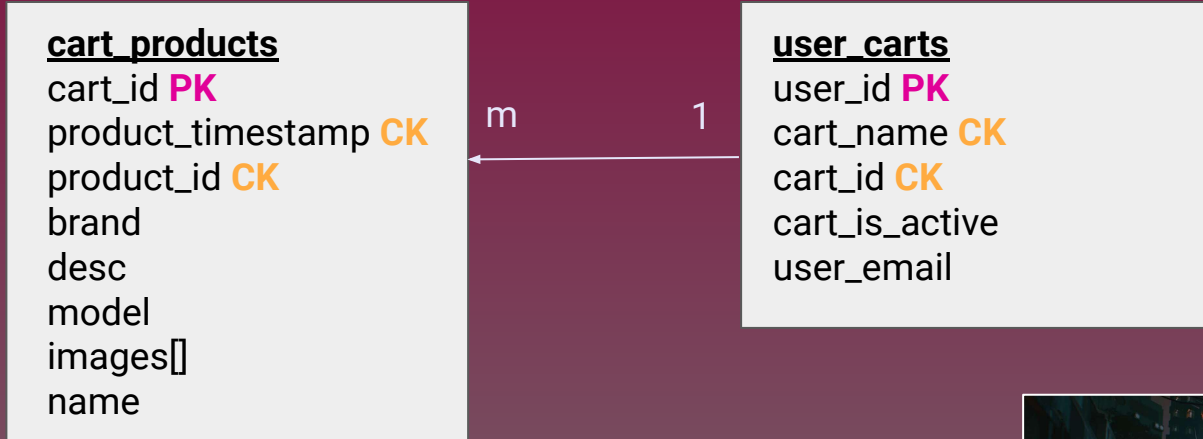 cart_products
cart_id PK
product_timestamp CK
product_id CK
brand
desc
model
images[]
name
m
1
user_carts
user_id PK
cart_name CK
cart_id CK
cart_is_active
user_email